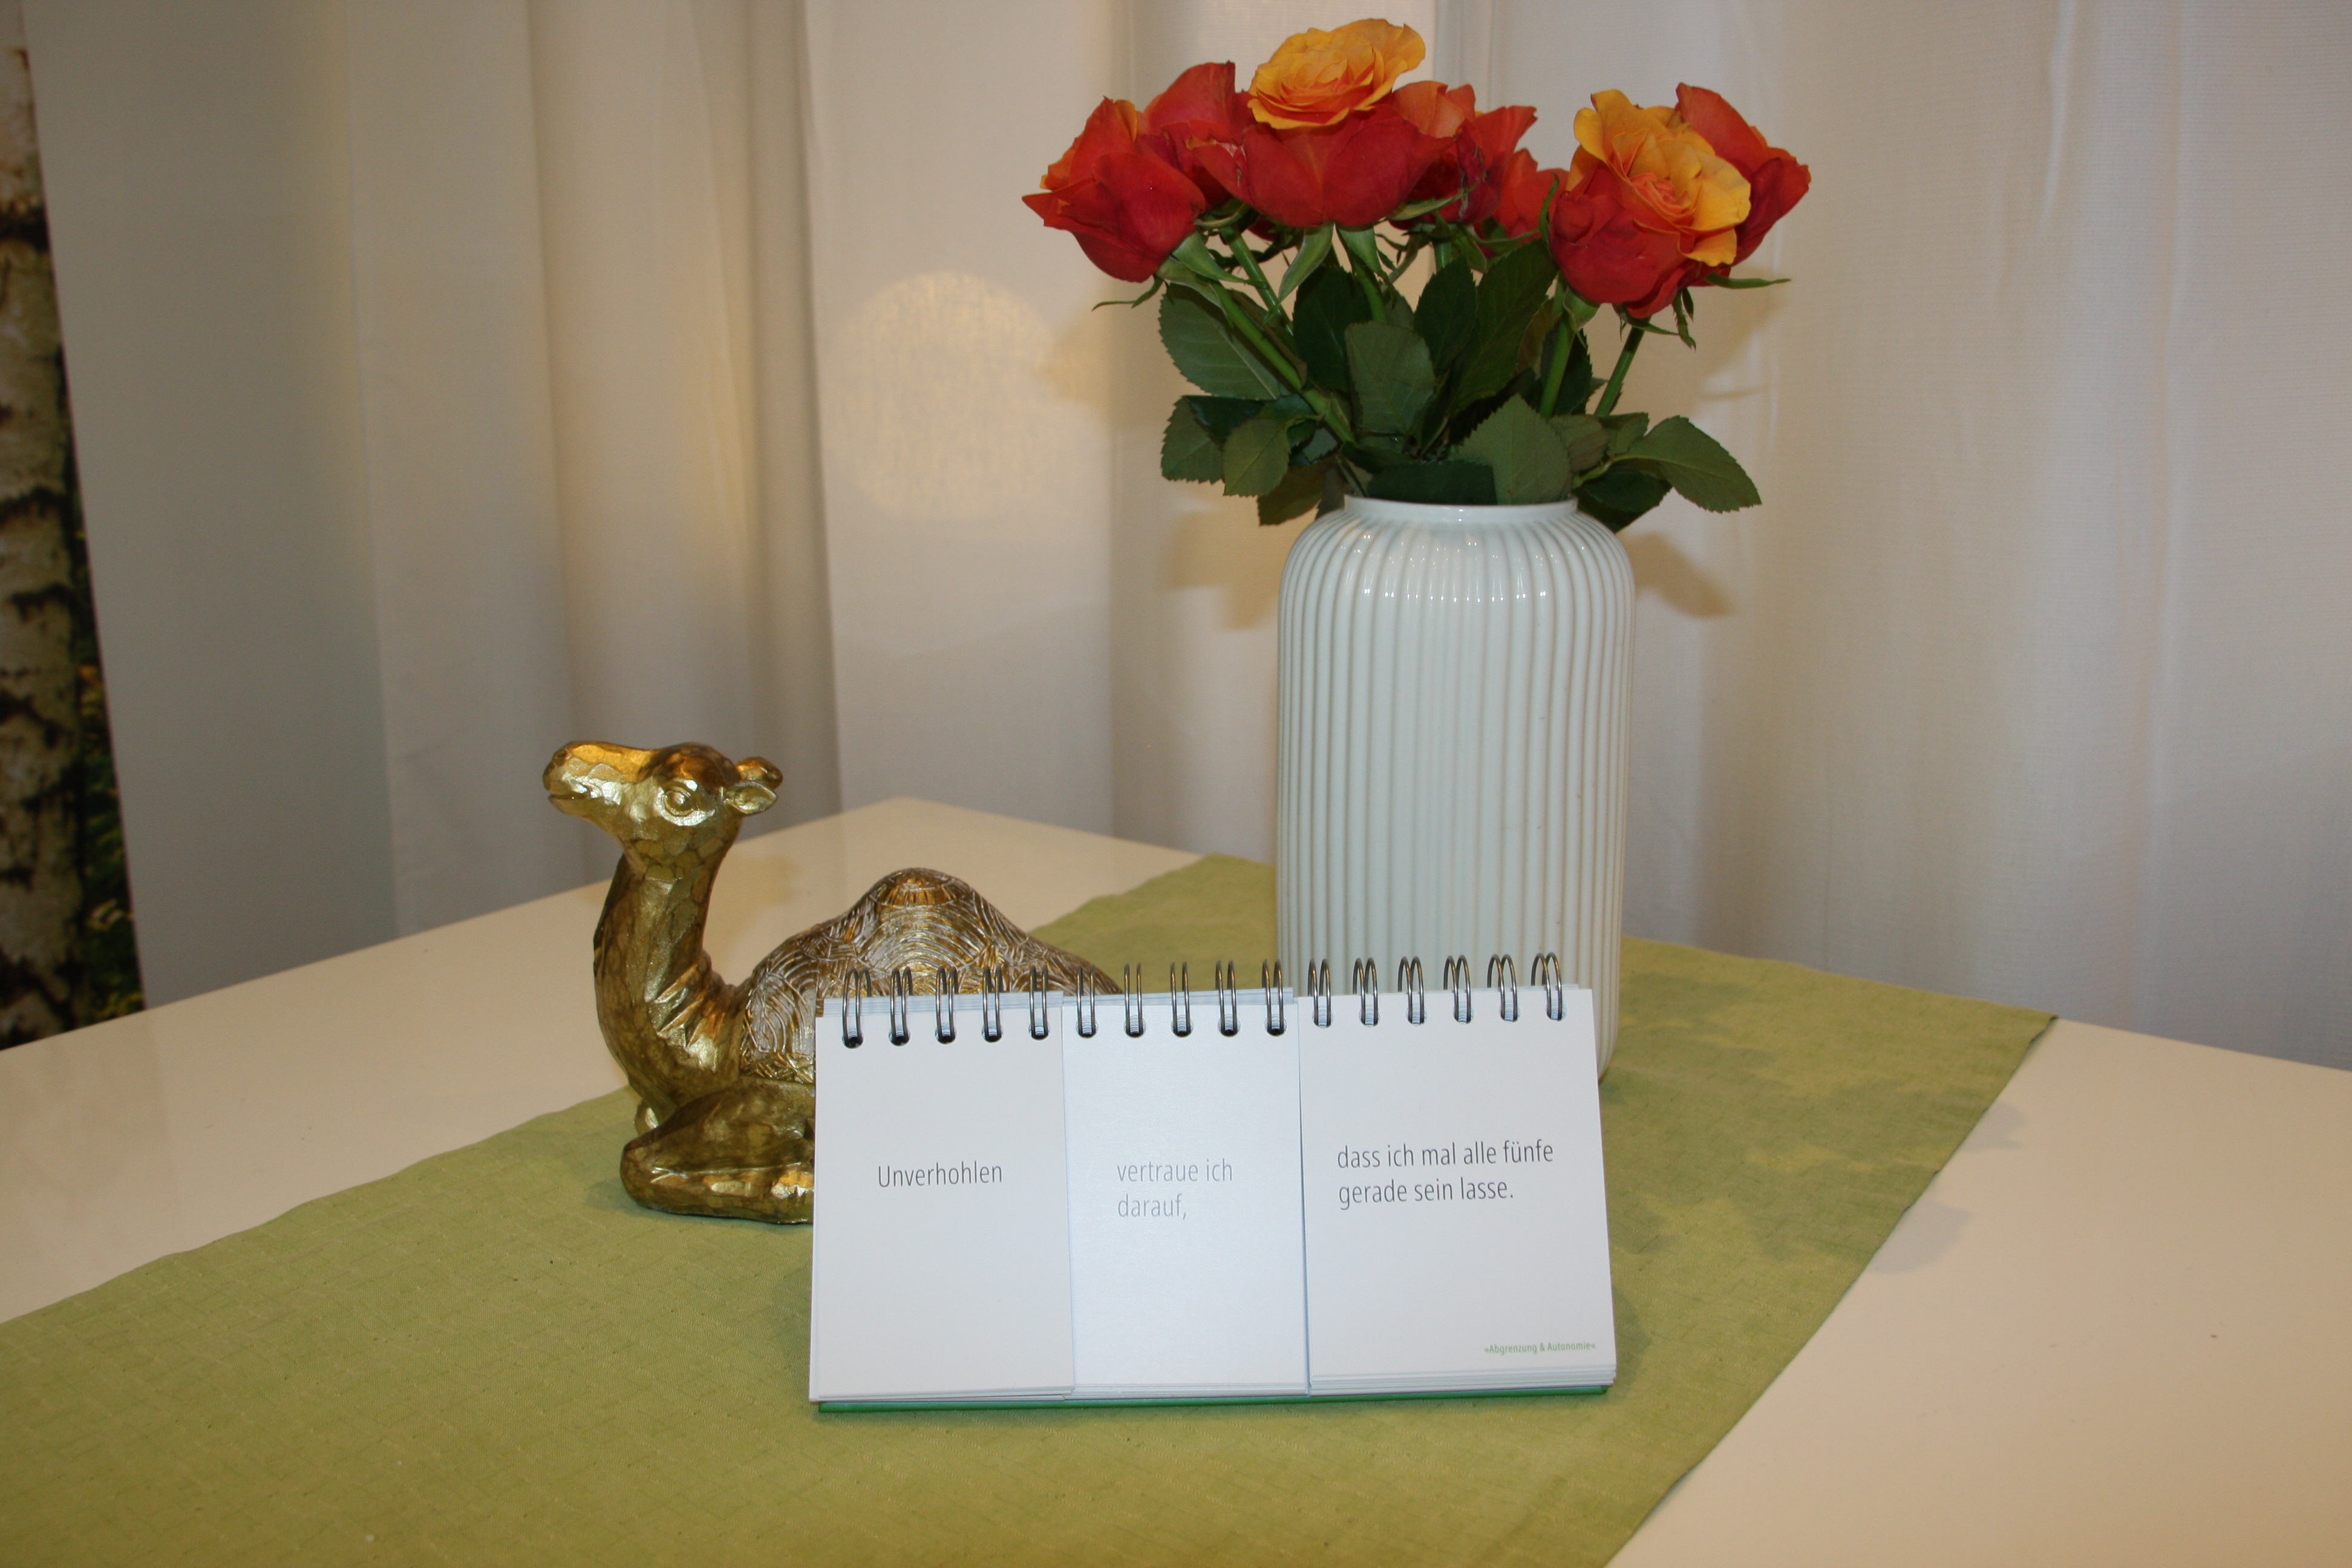 Unverhohlen
vertraue ich
darauf,
dass ich mal alle fünfe
gerade sein lasse.
»Abgrenzung & Autonomie«